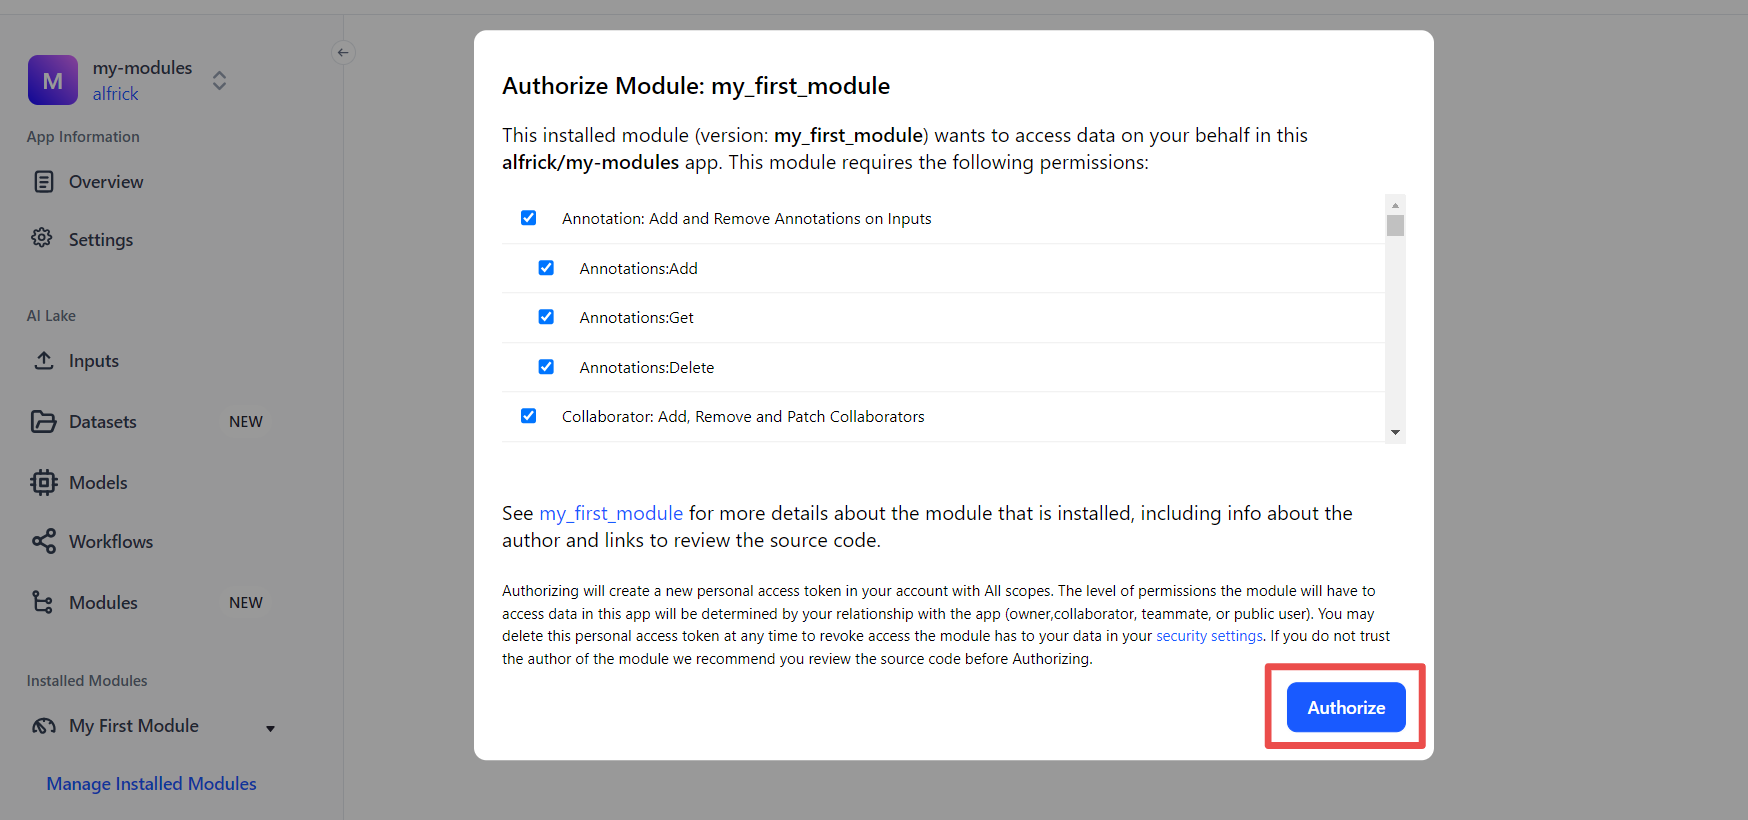 M
my-modules
alfrick
App Information
Overview
Settings
AI Lake
Inputs
Datasets NEW
Models
Workflows
Modules NEW
Installed Modules
My First Module
Manage Installed Modules
Authorize Module: my_first_module
This installed module (version: my_first_module) wants to access data on your behalf in this
alfrick/my-modules app. This module requires the following permissions:
Annotation: Add and Remove Annotations on Inputs
Annotations:Add
Annotations:Get
Annotations:Delete
Collaborator: Add, Remove and Patch Collaborators
See my_first_module for more details about the module that is installed, including info about the
author and links to review the source code.
Authorizing will create a new personal access token in your account with All scopes. The level of permissions the module will have to
access data in this app will be determined by your relationship with the app (owner,collaborator, teammate, or public user). You may
delete this personal access token at any time to revoke access the module has to your data in your security settings. If you do not trust
the author of the module we recommend you review the source code before Authorizing.
Authorize